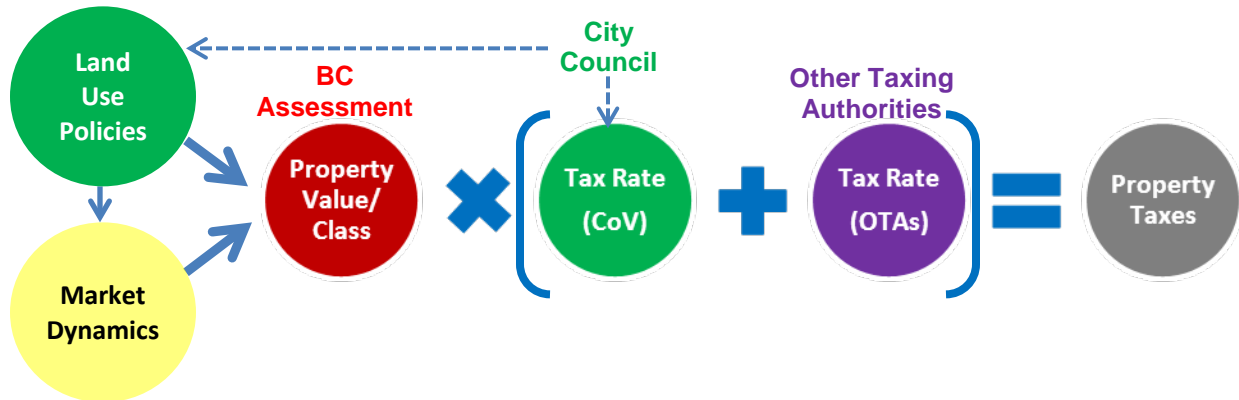 City
Council
Land
Use
Policies
BC
Assessment
Other Taxing
Authorities
Property
Value/
Class
Tax Rate
(CoV)
Tax Rate
(OTAs)
Property
Taxes
Market
Dynamics